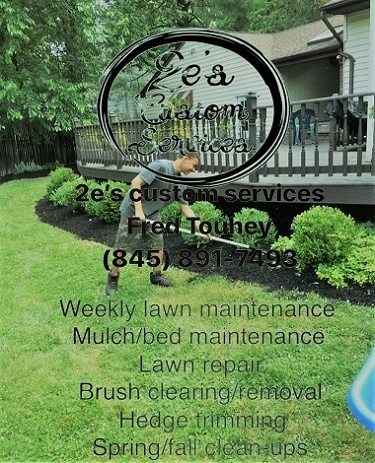 2e's
Custom
Services
2e's custom services
Fred Touhey
(845) 891-7493
Weekly lawn maintenance
Mulch/bed maintenance
Lawn repair
Brush clearing/removal
Hedge trimming
Spring/fall clean-ups